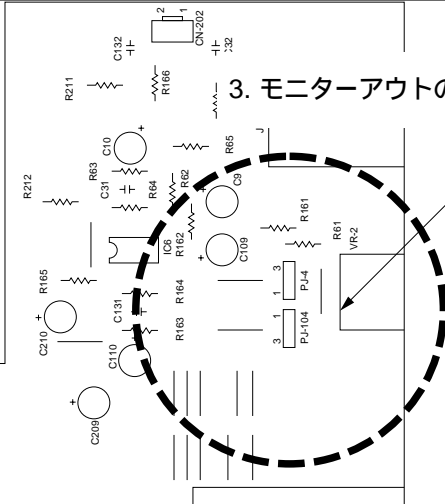 2 1
CN-202
C132
C32
R211
R166
3. モニターアウトの
C10
R65
J
R63
R62
C9
R212
C31
R64
R161
R61
VR-2
IC6
R162
C109
R165
R164
3
1
PJ-4
C131
C210
R163
1
3
PJ-104
C110
C209